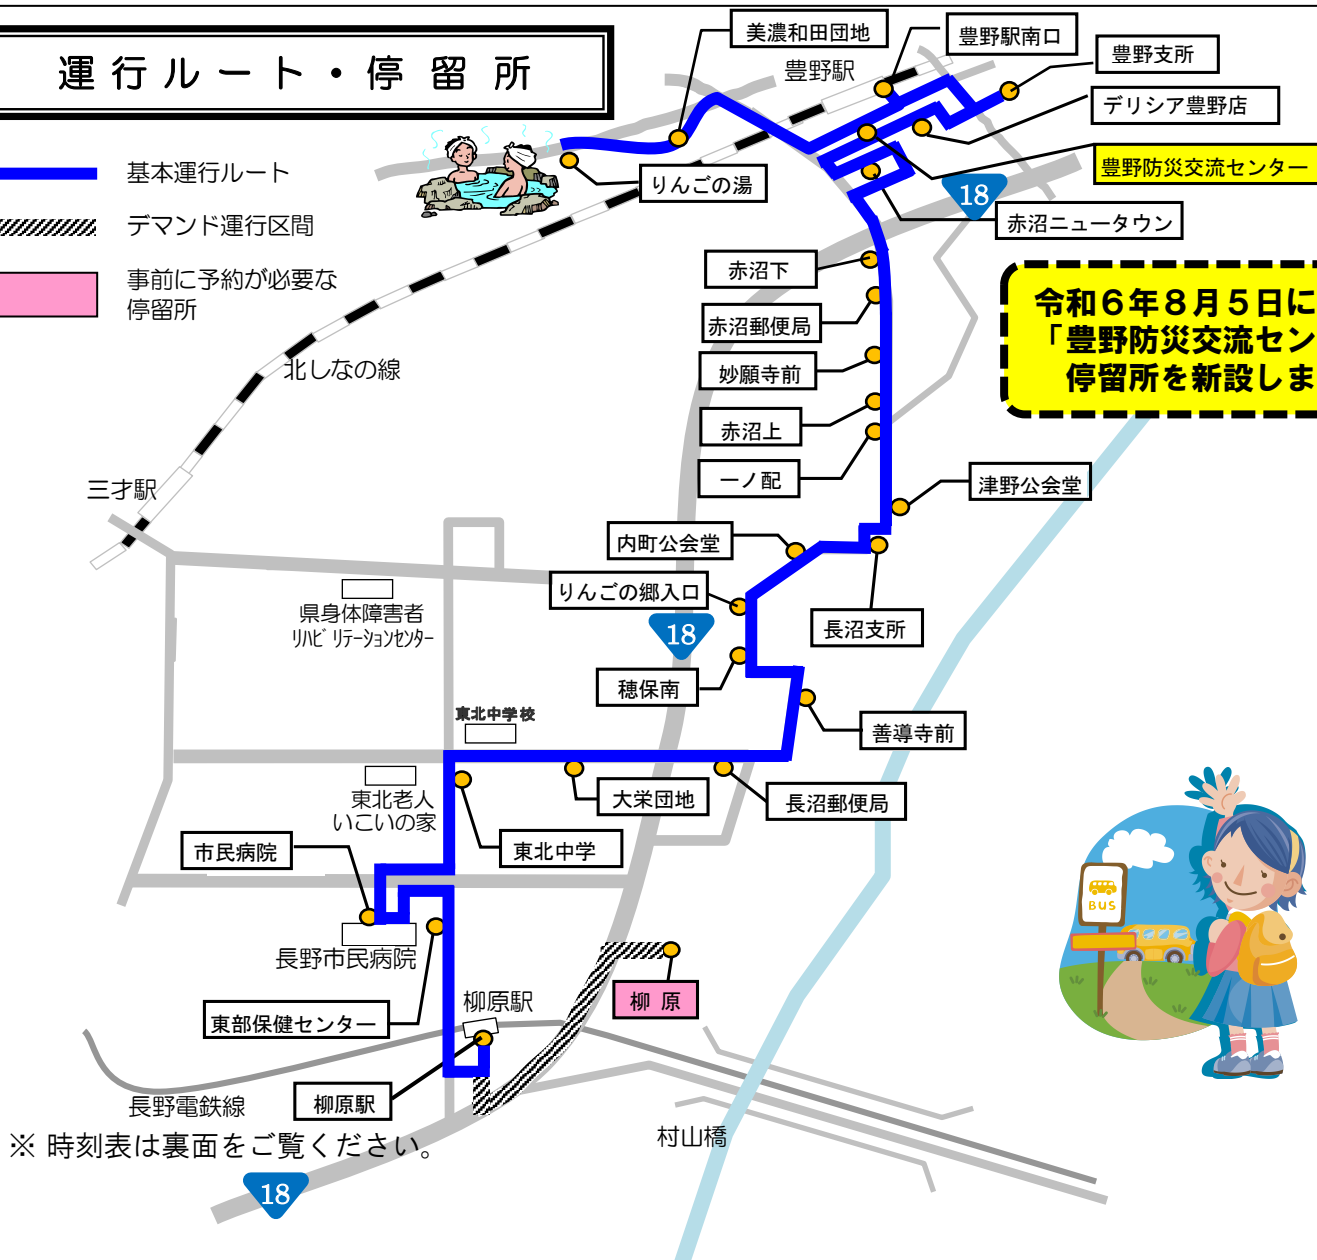 運行ルート・停留所
基本運行ルート
デマンド運行区間
事前に予約が必要な
停留所
美濃和田団地
豊野駅南口
豊野支所
豊野駅
デリシア豊野店
豊野防災交流センター
りんごの湯
18
赤沼ニュータウン
赤沼下
赤沼郵便局
妙願寺前
赤沼上
一ノ配
令和６年８月５日に
「豊野防災交流セン
停留所を新設しま
北しなの線
三才駅
津野公会堂
内町公会堂
りんごの郷入口
長沼支所
県身体障害者
リハビリテーションセンター
18
穂保南
善導寺前
東北中学校
東北老人
いこいの家
大栄団地
長沼郵便局
市民病院
東北中学
長野市民病院
BUS
柳原
柳原駅
東部保健センター
長野電鉄線
柳原駅
村山橋
※ 時刻表は裏面をご覧ください。
18